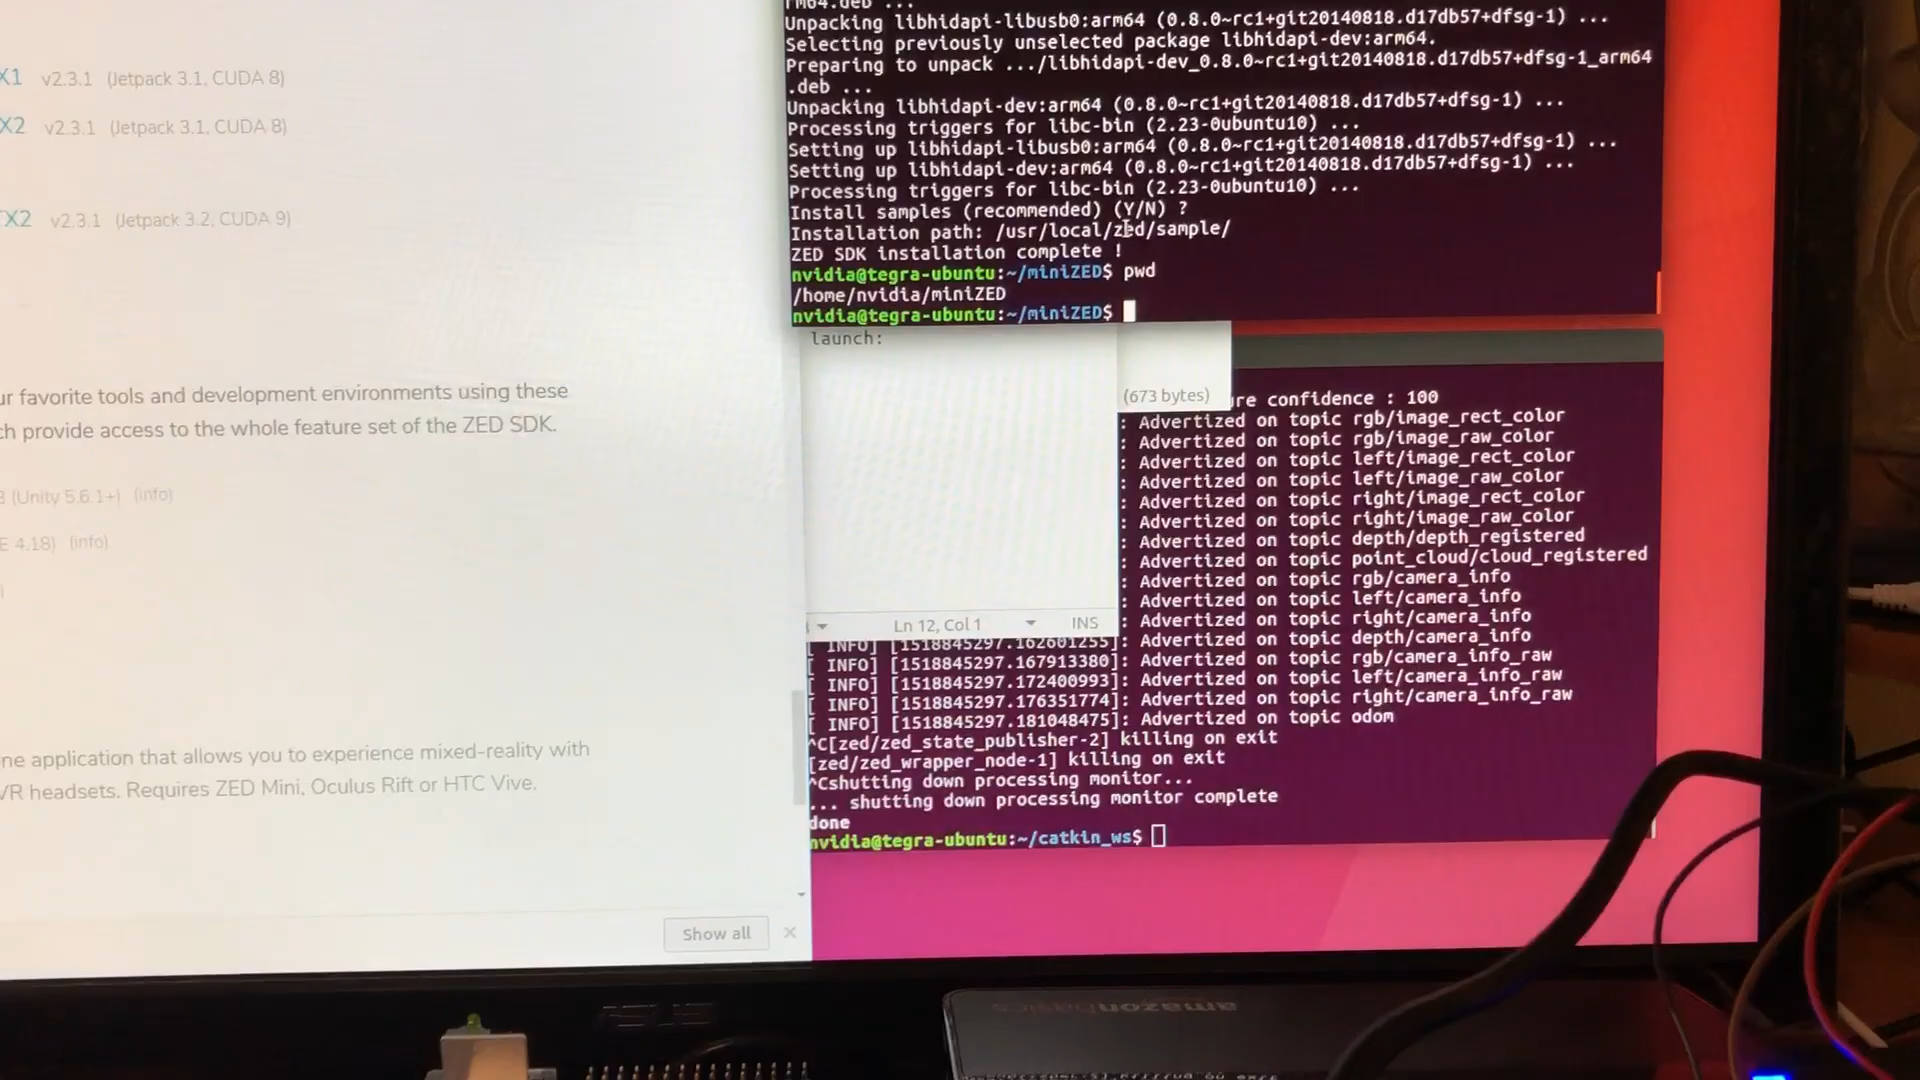 X1 v2.3.1 (Jetpack 3.1, CUDA 8)
X2 v2.3.1 (Jetpack 3.1, CUDA 8)
X2 v2.3.1 (Jetpack 3.2, CUDA 9)
ur favorite tools and development environments using these
ch provide access to the whole feature set of the ZED SDK.
(Unity 5.6.1+) (info)
E 4.18) (info)
ne application that allows you to experience mixed-reality with
VR headsets. Requires ZED Mini, Oculus Rift or HTC Vive.
Show all
rm64.deb ...
Unpacking libhidapi-libusb0:arm64 (0.8.0~rc1+git20140818.d17db57+dfsg-1) ...
Selecting previously unselected package libhidapi-dev:arm64.
Preparing to unpack .../libhidapi-dev_0.8.0~rc1+git20140818.d17db57+dfsg-1_arm64
.deb ...
Unpacking libhidapi-dev:arm64 (0.8.0~rc1+git20140818.d17db57+dfsg-1) ...
Processing triggers for libc-bin (2.23-0ubuntu10) ...
Setting up libhidapi-libusb0:arm64 (0.8.0~rc1+git20140818.d17db57+dfsg-1) ...
Setting up libhidapi-dev:arm64 (0.8.0~rc1+git20140818.d17db57+dfsg-1) ...
Processing triggers for libc-bin (2.23-0ubuntu10) ...
Install samples (recommended) (Y/N) ?
Installation path: /usr/local/zed/sample/
ZED SDK installation complete !
nvidia@tegra-ubuntu:~/miniZED$ pwd
/home/nvidia/miniZED
nvidia@tegra-ubuntu:~/miniZED$
launch:
(673 bytes)
Ln 12, Col 1 INS
re confidence : 100
: Advertized on topic rgb/image_rect_color
: Advertized on topic rgb/image_raw_color
: Advertized on topic left/image_rect_color
: Advertized on topic left/image_raw_color
: Advertized on topic right/image_rect_color
: Advertized on topic right/image_raw_color
: Advertized on topic depth/depth_registered
: Advertized on topic point_cloud/cloud_registered
: Advertized on topic rgb/camera_info
: Advertized on topic left/camera_info
: Advertized on topic right/camera_info
[ INFO] [1518845297.162601255]: Advertized on topic depth/camera_info
[ INFO] [1518845297.167913380]: Advertized on topic rgb/camera_info_raw
[ INFO] [1518845297.172400993]: Advertized on topic left/camera_info_raw
[ INFO] [1518845297.176351774]: Advertized on topic right/camera_info_raw
[ INFO] [1518845297.181048475]: Advertized on topic odom
^C[zed/zed_state_publisher-2] killing on exit
[zed/zed_wrapper_node-1] killing on exit
^Cshutting down processing monitor...
... shutting down processing monitor complete
done
nvidia@tegra-ubuntu:~/catkin_ws$
ASUS
amazonbasics